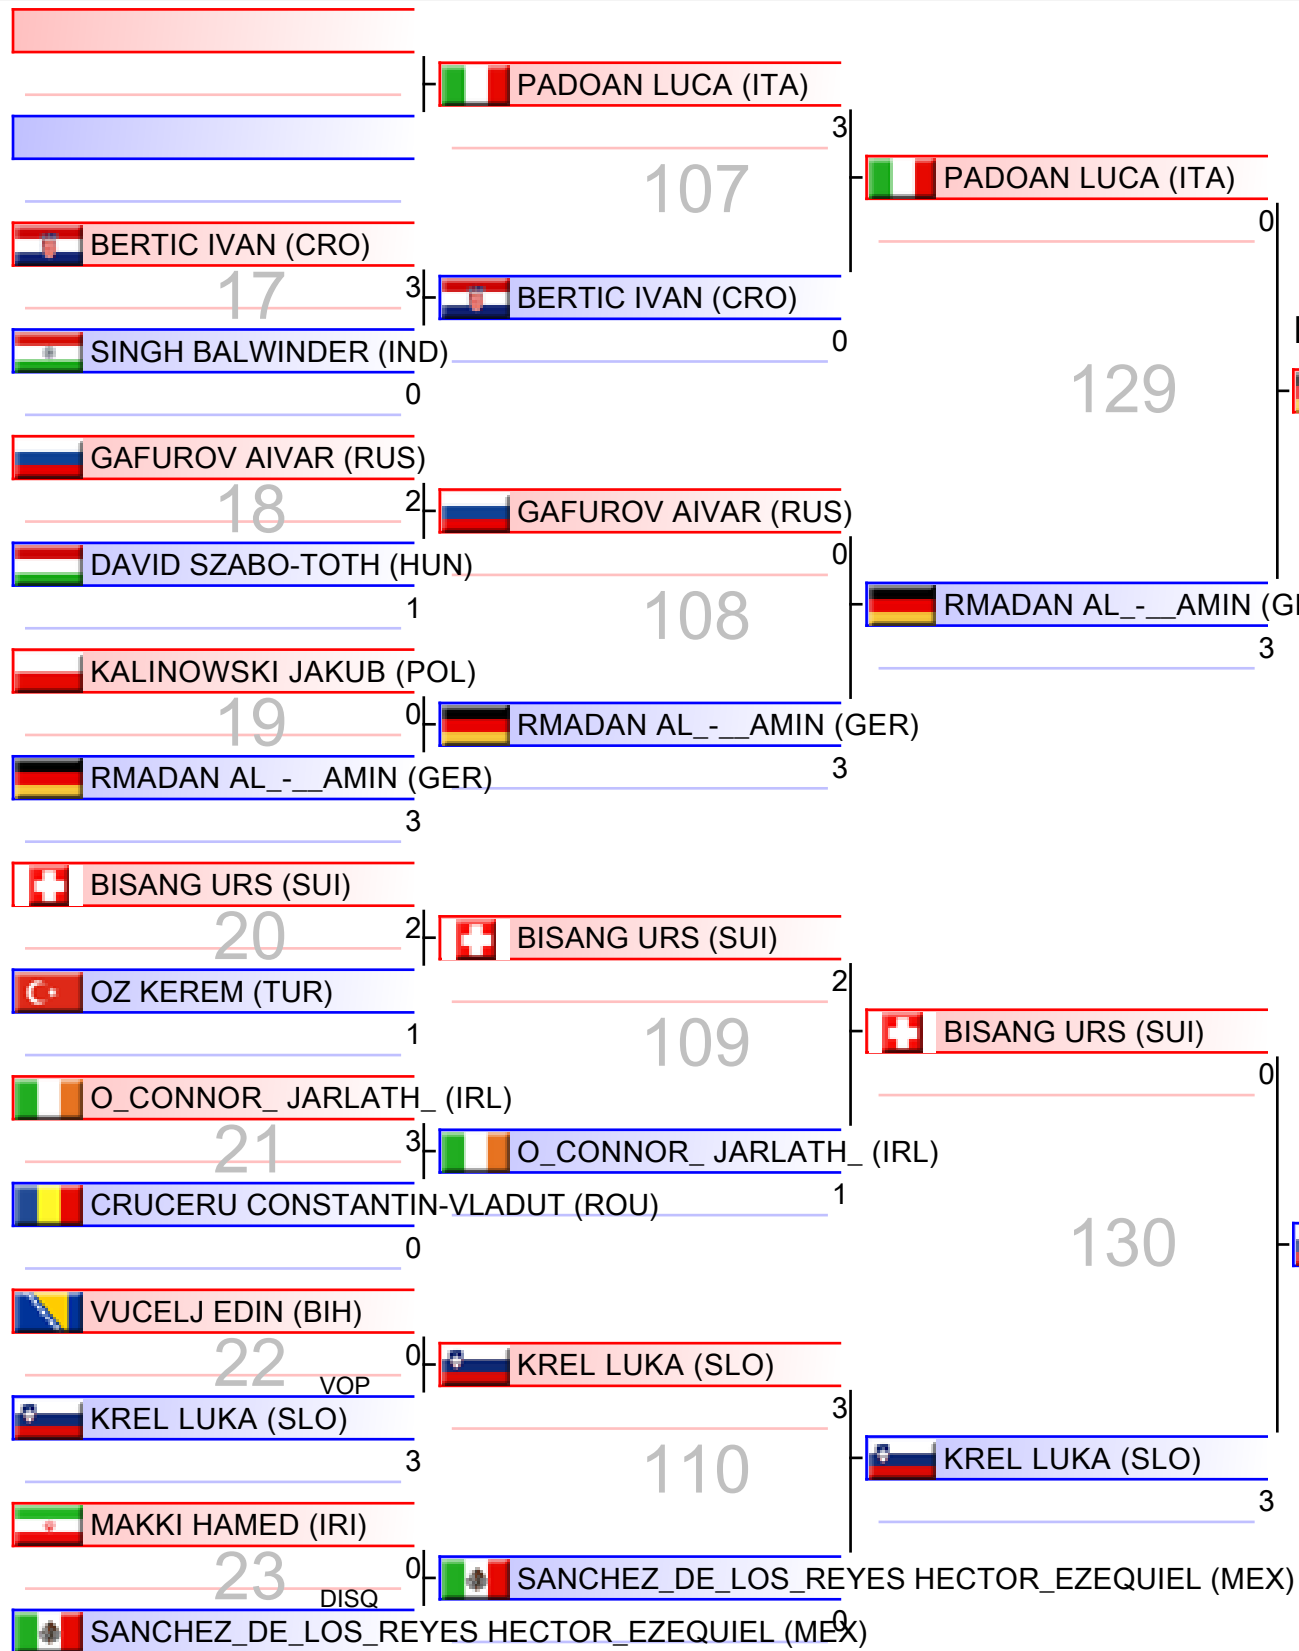 PADOAN LUCA (ITA)
3
107
PADOAN LUCA (ITA)
0
BERTIC IVAN (CRO)
17
3
BERTIC IVAN (CRO)
0
SINGH BALWINDER (IND)
0
129
GAFUROV AIVAR (RUS)
18
2
GAFUROV AIVAR (RUS)
0
DAVID SZABO-TOTH (HUN)
1
108
RMADAN AL_-__AMIN (GE
3
KALINOWSKI JAKUB (POL)
19
0
RMADAN AL_-__AMIN (GER)
3
RMADAN AL_-__AMIN (GER)
3
BISANG URS (SUI)
20
2
BISANG URS (SUI)
2
OZ KEREM (TUR)
1
109
BISANG URS (SUI)
0
O_CONNOR_ JARLATH_ (IRL)
21
3
O_CONNOR_ JARLATH_ (IRL)
1
CRUCERU CONSTANTIN-VLADUT (ROU)
0
130
VUCELJ EDIN (BIH)
22
VOP
0
KREL LUKA (SLO)
3
KREL LUKA (SLO)
3
110
KREL LUKA (SLO)
3
MAKKI HAMED (IRI)
23
DISQ
0
SANCHEZ_DE_LOS_REYES HECTOR_EZEQUIEL (MEX)
0
SANCHEZ_DE_LOS_REYES HECTOR_EZEQUIEL (MEX)